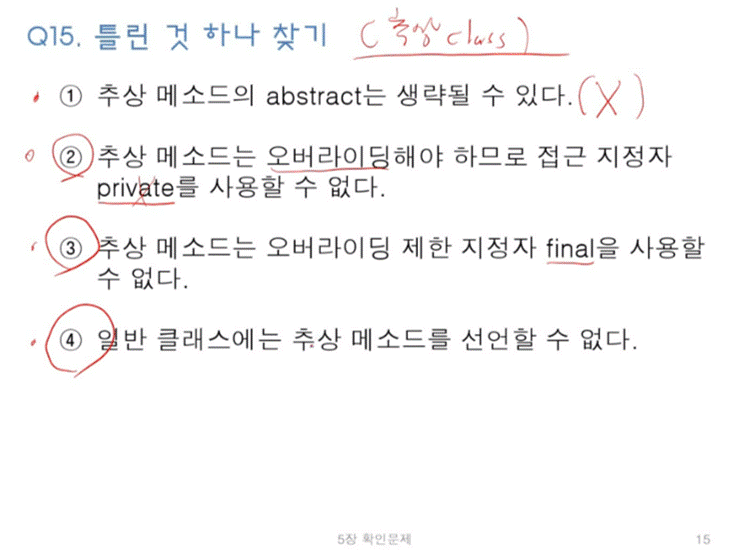 Q15. 틀린 것 하나 찾기 (추상 class)
① 추상 메소드의 abstract는 생략될 수 있다. (X)
② 추상 메소드는 오버라이딩해야 하므로 접근 지정자
private를 사용할 수 없다.
③ 추상 메소드는 오버라이딩 제한 지정자 final을 사용할
수 없다.
④ 일반 클래스에는 추상 메소드를 선언할 수 없다.
5장 확인문제
15